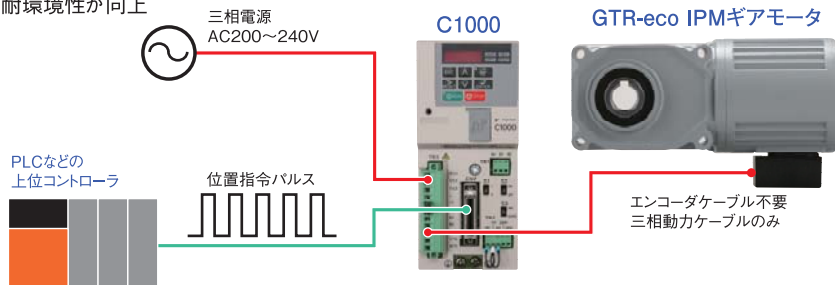 耐環境性が向上
三相電源
AC200～240V
C1000
GTR-eco IPMギアモータ
C1000
PLCなどの
上位コントローラ
位置指令パルス
エンコーダケーブル不要
三相動力ケーブルのみ